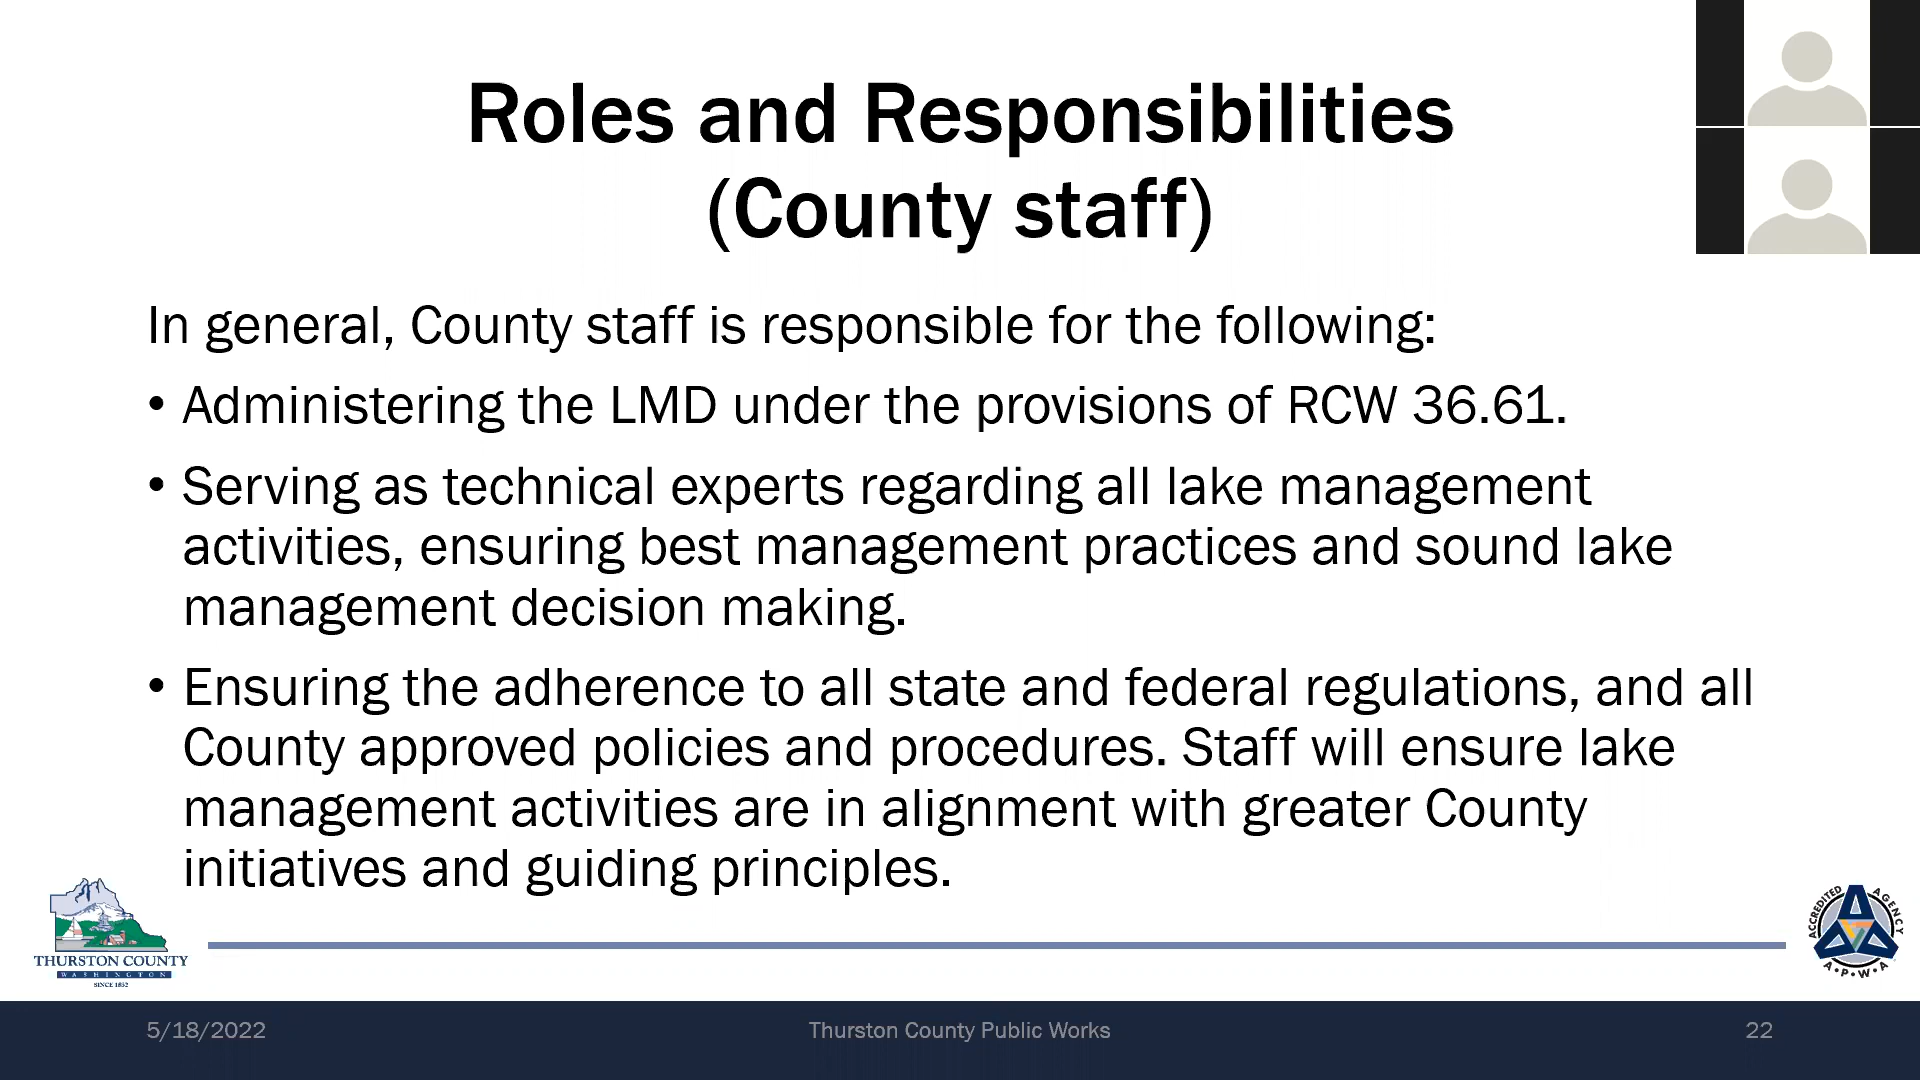 Roles and Responsibilities
(County staff)
In general, County staff is responsible for the following:
• Administering the LMD under the provisions of RCW 36.61.
• Serving as technical experts regarding all lake management
activities, ensuring best management practices and sound lake
management decision making.
• Ensuring the adherence to all state and federal regulations, and all
County approved policies and procedures. Staff will ensure lake
management activities are in alignment with greater County
initiatives and guiding principles.
THURSTON COUNTY
WASHINGTON
SINCE 1852
ACCREDITED AGENCY
A•P•W•A
5/18/2022
Thurston County Public Works
22